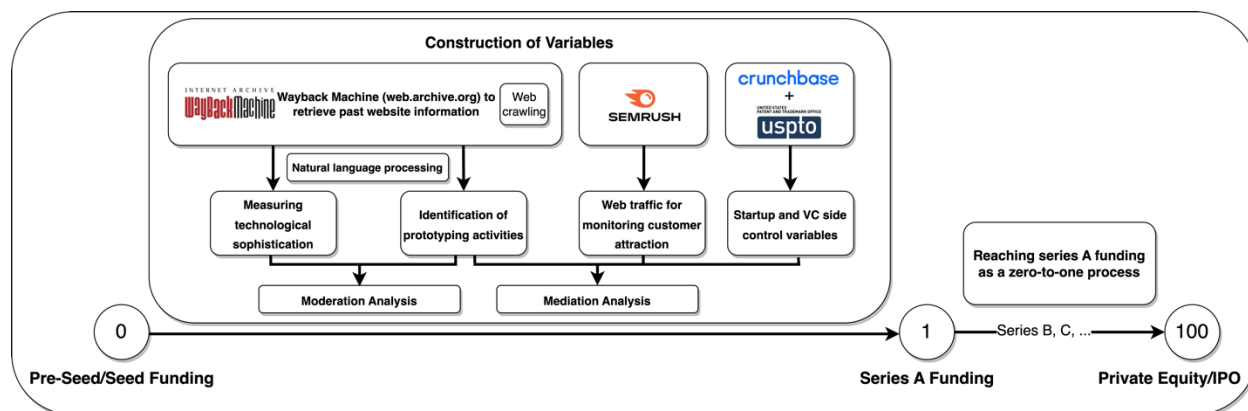 Construction of Variables
INTERNET ARCHIVE
WayBackMachine
Wayback Machine (web.archive.org) to
retrieve past website information
Web
crawling
SEMRUSH
crunchbase
+
UNITED STATES
PATENT AND TRADEMARK OFFICE
uspto
Natural language processing
Measuring
technological
sophistication
Identification of
prototyping activities
Web traffic for
monitoring customer
attraction
Startup and VC side
control variables
Moderation Analysis
Mediation Analysis
Reaching series A funding
as a zero-to-one process
0
1
Series B, C, ...
100
Pre-Seed/Seed Funding
Series A Funding
Private Equity/IPO